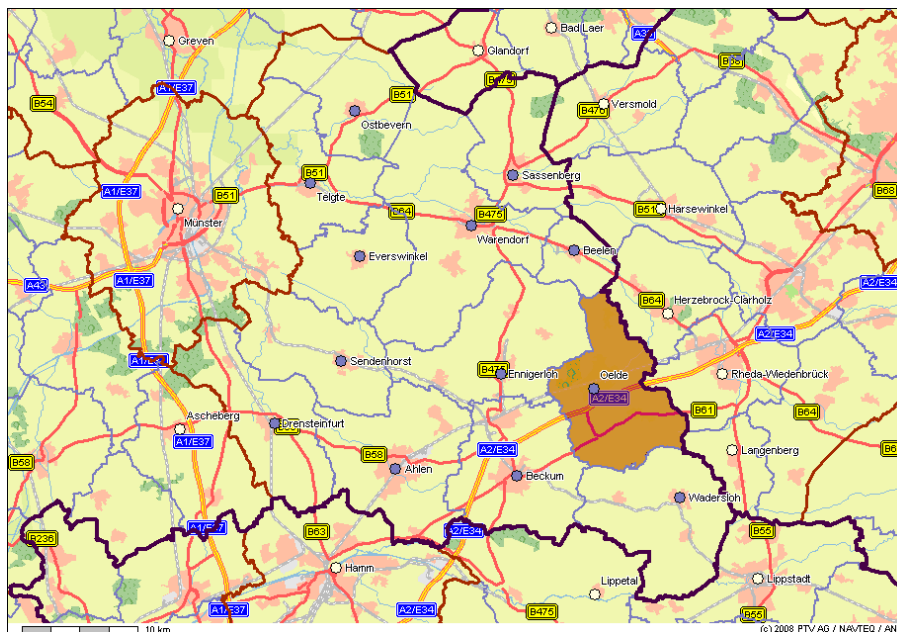 Greven
Bad Laer
Glandorf
A33
B68
A1/E37
B475
B54
B51
Ostbevern
Versmold
B476
B51
Sassenberg
A1/E37
B51
Telgte
B68
Münster
B64
B475
B51
Harsewinkel
Warendorf
Beelen
Everswinkel
A43
A1/E37
A2/E34
B64
Herzebrock-Clarholz
A2/E34
Sendenhorst
B475
Ennigerloh
Oelde
Rheda-Wiedenbrück
A2/E34
B61
B64
Ascheberg
A1/E37
Drensteinfurt
B58
B58
A2/E34
Langenberg
Ahlen
Beckum
Wadersloh
A1/E37
B63
A2/E34
B55
B236
Hamm
Lippetal
Lippstadt
A1/E37
A2/E34
B475
B55
10 km
(c) 2008 PTV AG / NAVTEQ / AN